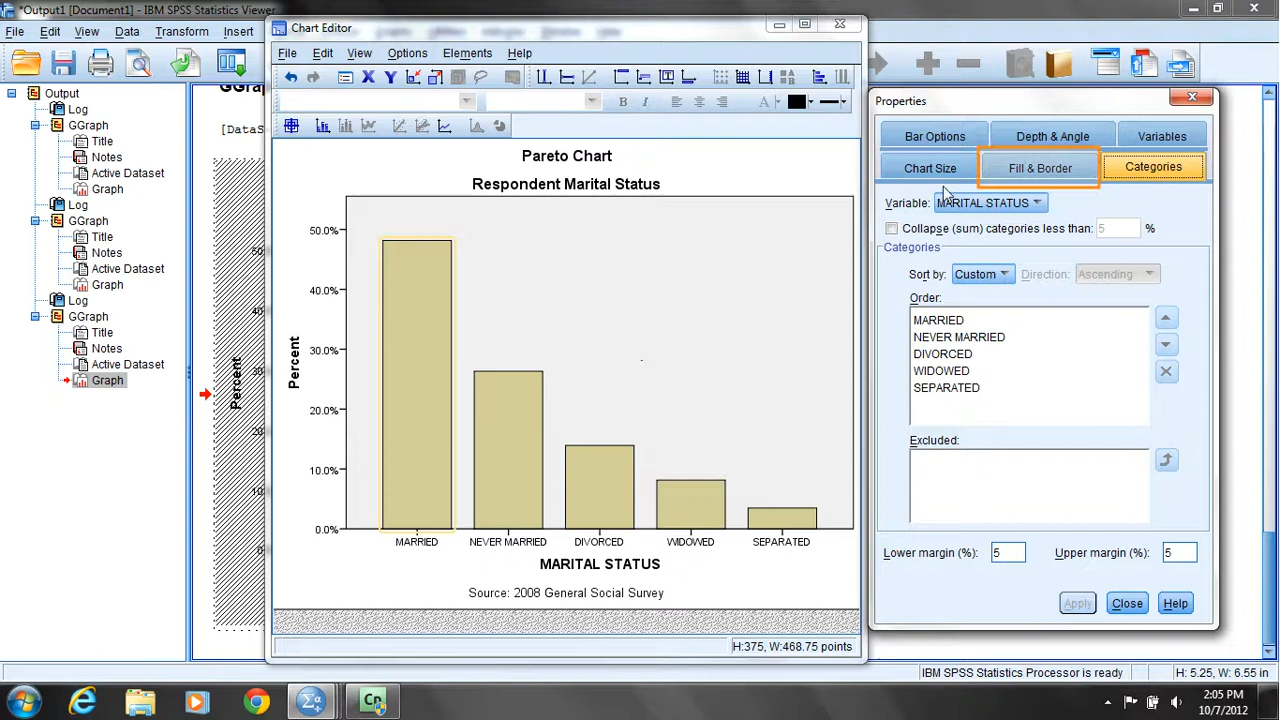 *Output1 [Document1] - IBM SPSS Statistics Viewer
File Edit View Data Transform Insert
Output
Log
GGraph
Title
Notes
Active Dataset
Graph
Log
GGraph
Title
Notes
Active Dataset
Graph
Log
GGraph
Title
Notes
Active Dataset
Graph
GGraph
[DataS
Percent
Chart Editor
File Edit View Options Elements Help
X Y
B I
A
Pareto Chart
Respondent Marital Status
50.0%
40.0%
30.0%
20.0%
10.0%
0.0%
Percent
MARRIED NEVER MARRIED DIVORCED WIDOWED SEPARATED
MARITAL STATUS
Source: 2008 General Social Survey
H:375, W:468.75 points
Properties
Bar Options Depth & Angle Variables
Chart Size Fill & Border Categories
Variable: MARITAL STATUS
Collapse (sum) categories less than: 5 %
Categories
Sort by: Custom Direction: Ascending
Order:
MARRIED
NEVER MARRIED
DIVORCED
WIDOWED
SEPARATED
Excluded:
Lower margin (%): 5 Upper margin (%): 5
Apply Close Help
IBM SPSS Statistics Processor is ready H: 5.25, W: 6.55 in
Σα
Cp
2:05 PM
10/7/2012